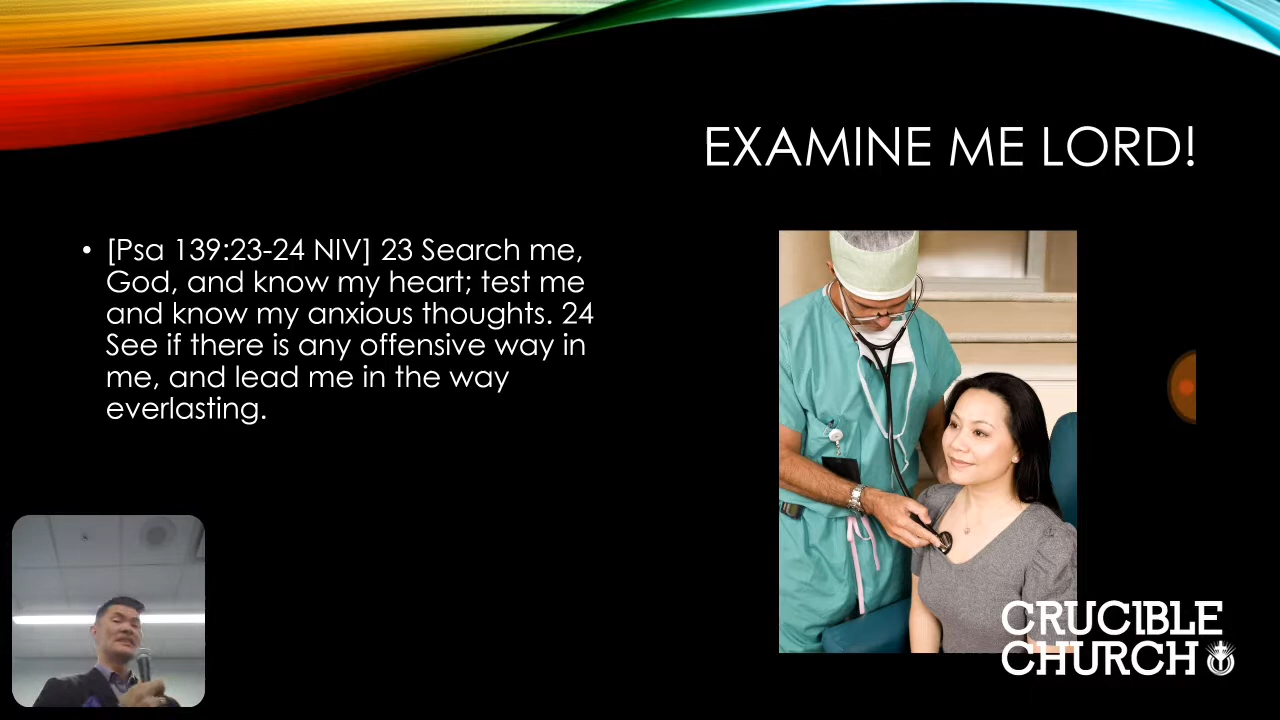 EXAMINE ME LORD!
• [Psa 139:23-24 NIV] 23 Search me,
God, and know my heart; test me
and know my anxious thoughts. 24
See if there is any offensive way in
me, and lead me in the way
everlasting.
CRUCIBLE
CHURCH